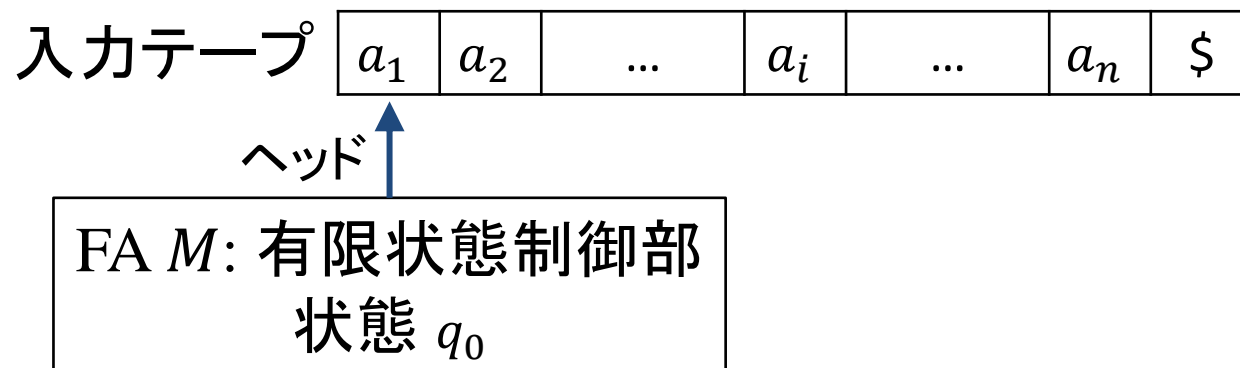 入力テープ a₁ a₂ … aᵢ … aₙ $
ヘッド
FA M: 有限状態制御部
状態 q₀